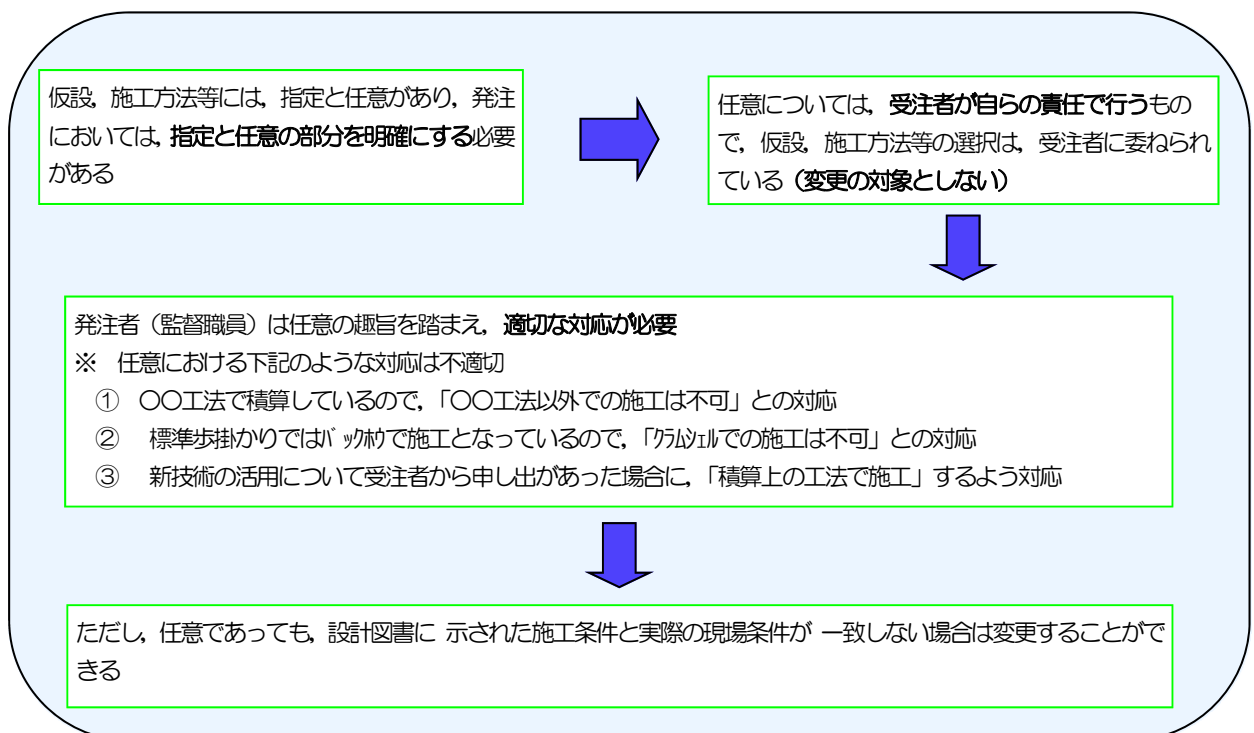 仮設，施工方法等には，指定と任意があり，発注
においては，指定と任意の部分を明確にする必要
がある
任意については，受注者が自らの責任で行うもの
で，仮設，施工方法等の選択は，受注者に委ねられ
ている（変更の対象としない）
発注者（監督職員）は任意の趣旨を踏まえ，適切な対応が必要
※　任意における下記のような対応は不適切
①　〇〇工法で積算しているので，「〇〇工法以外での施工は不可」との対応
②　標準歩掛かりではﾊﾞｯｸﾎｳで施工となっているので，「ｸﾗﾑｼｪﾙでの施工は不可」との対応
③　新技術の活用について受注者から申し出があった場合に，「積算上の工法で施工」するよう対応
ただし，任意であっても，設計図書に 示された施工条件と実際の現場条件が 一致しない場合は変更することがで
きる